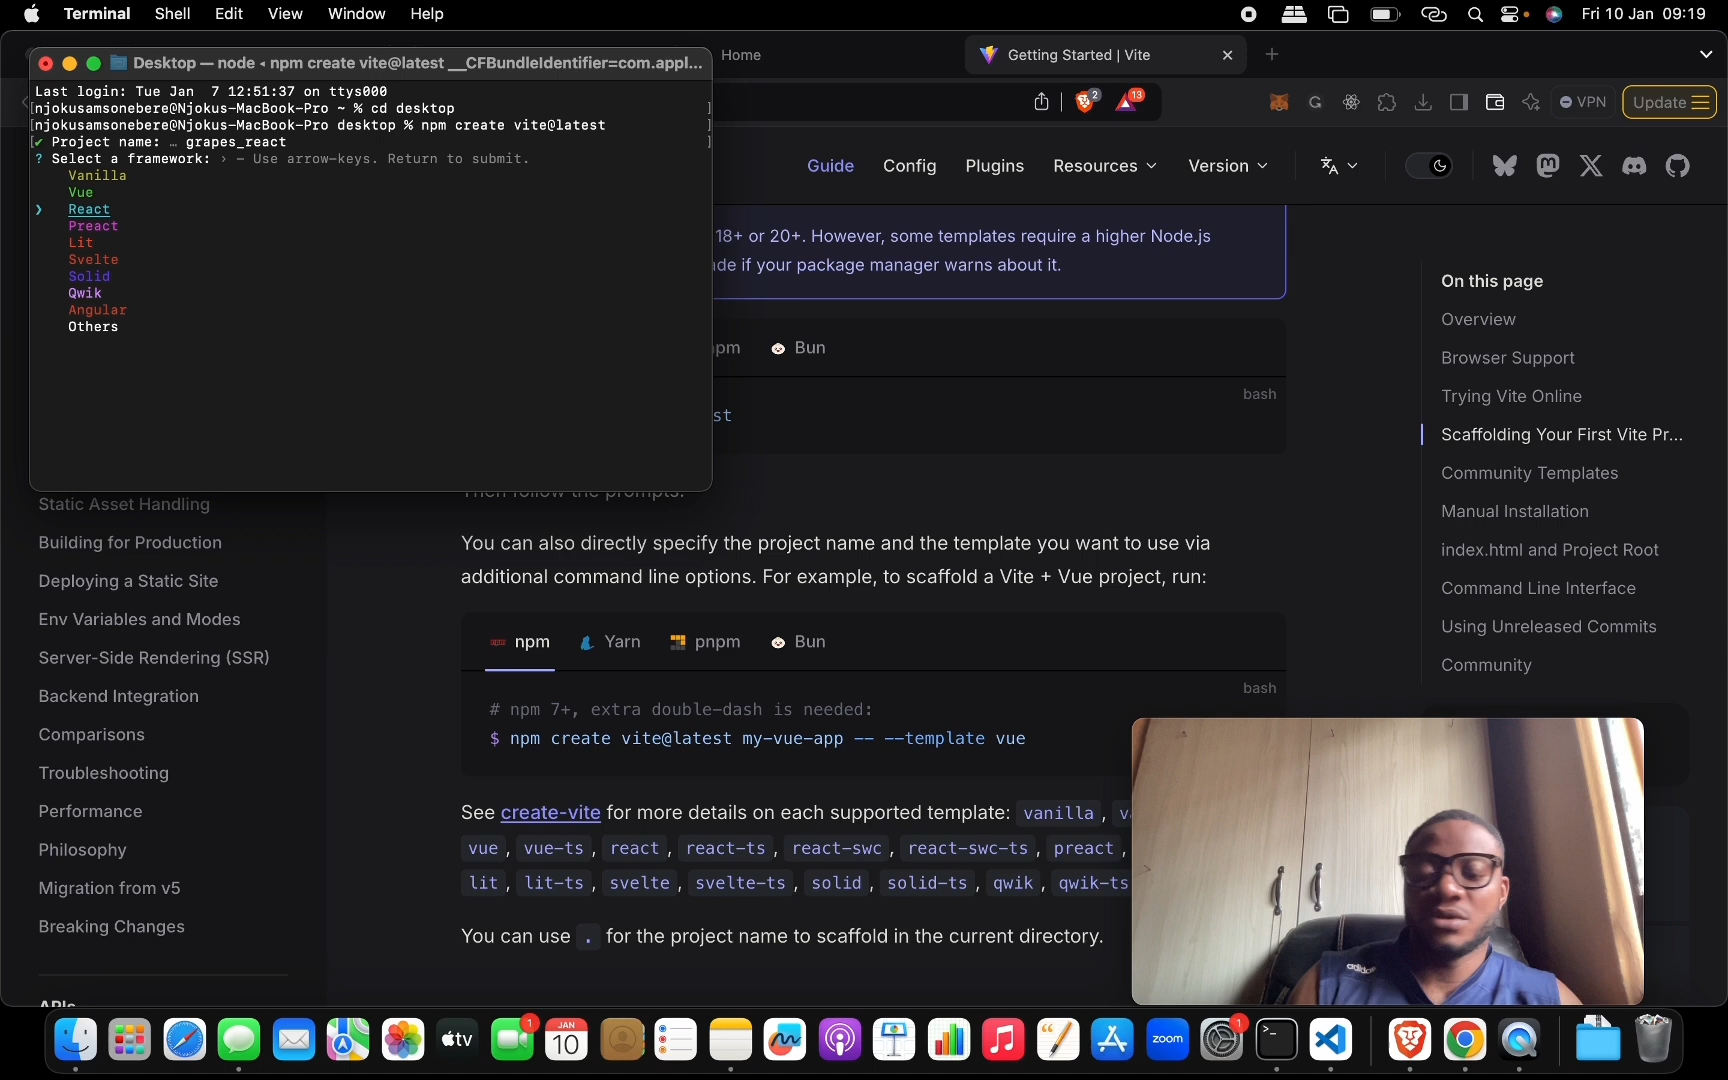 Terminal Shell Edit View Window Help
Fri 10 Jan 09:19
Desktop — node ◂ npm create vite@latest __CFBundleIdentifier=com.appl...
Home
Getting Started | Vite
Last login: Tue Jan  7 12:51:37 on ttys000
[njokusamsonebere@Njokus-MacBook-Pro ~ % cd desktop ]
[njokusamsonebere@Njokus-MacBook-Pro desktop % npm create vite@latest ]
[✔ Project name: … grapes_react ]
? Select a framework: › - Use arrow-keys. Return to submit.
Vanilla
Vue
❯ React
Preact
Lit
Svelte
Solid
Qwik
Angular
Others
2
13
VPN
Update
Guide Config Plugins Resources Version
18+ or 20+. However, some templates require a higher Node.js
de if your package manager warns about it.
pm Bun
bash
st
Then follow the prompts.
You can also directly specify the project name and the template you want to use via
additional command line options. For example, to scaffold a Vite + Vue project, run:
npm Yarn pnpm Bun
bash
# npm 7+, extra double-dash is needed:
$ npm create vite@latest my-vue-app -- --template vue
See create-vite for more details on each supported template: vanilla , va
vue , vue-ts , react , react-ts , react-swc , react-swc-ts , preact ,
lit , lit-ts , svelte , svelte-ts , solid , solid-ts , qwik , qwik-ts
You can use . for the project name to scaffold in the current directory.
Static Asset Handling
Building for Production
Deploying a Static Site
Env Variables and Modes
Server-Side Rendering (SSR)
Backend Integration
Comparisons
Troubleshooting
Performance
Philosophy
Migration from v5
Breaking Changes
APIs
On this page
Overview
Browser Support
Trying Vite Online
Scaffolding Your First Vite Pr...
Community Templates
Manual Installation
index.html and Project Root
Command Line Interface
Using Unreleased Commits
Community
adidas
tv
1
JAN
10
zoom
1